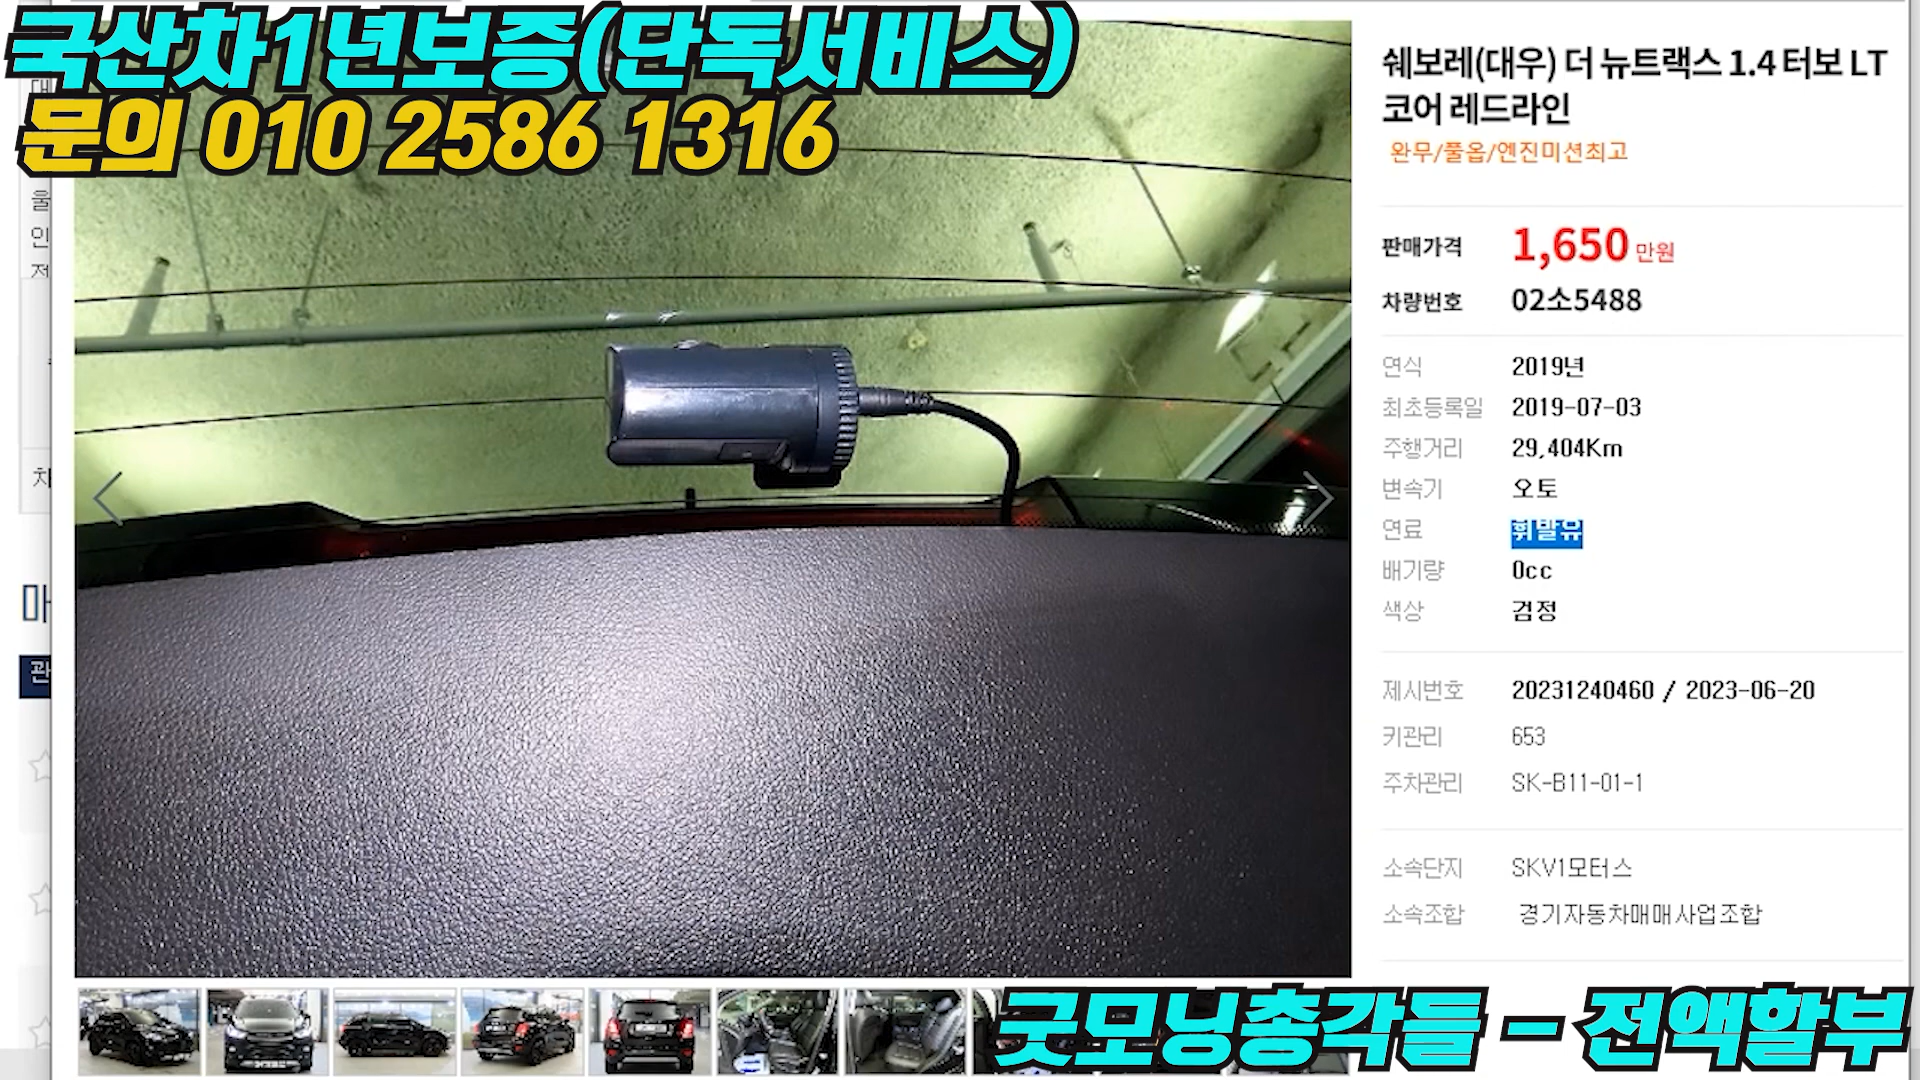 국산차1년보증(단독서비스)
문의 010 2586 1316
울
인
차
매
관
쉐보레(대우) 더 뉴트랙스 1.4 터보 LT
코어 레드라인
완무/풀옵/엔진미션최고
판매가격 1,650 만원
차량번호 02소5488
연식 2019년
최초등록일 2019-07-03
주행거리 29,404Km
변속기 오토
연료 휘발유
배기량 0cc
색상 검정
제시번호 20231240460 / 2023-06-20
키관리 653
주차관리 SK-B11-01-1
소속단지 SKV1모터스
소속조합 경기자동차매매사업조합
굿모닝총각들 - 전액할부